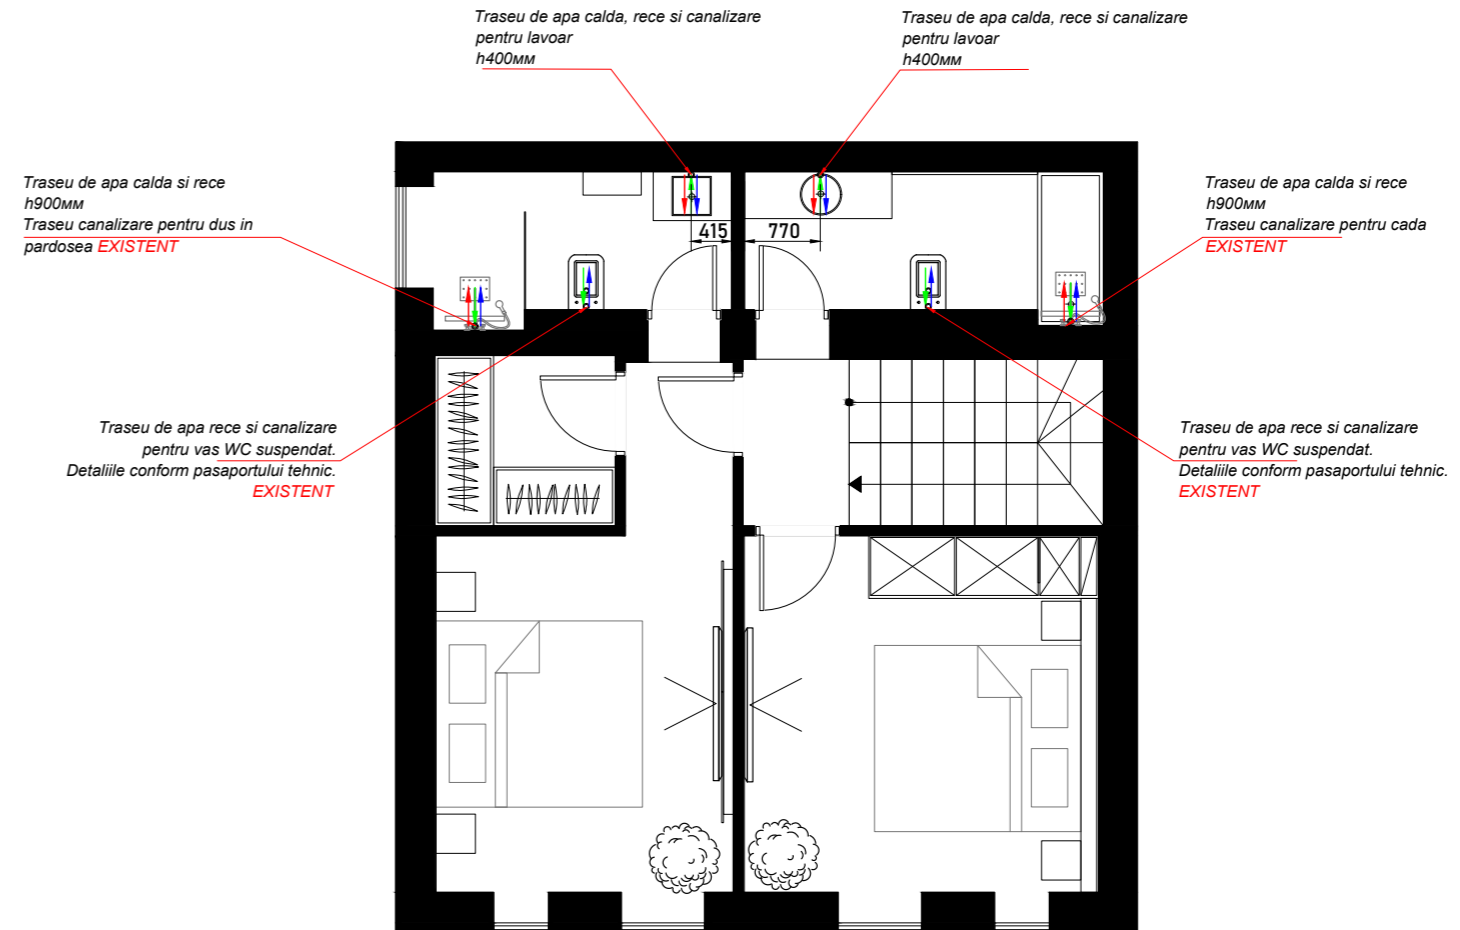 Traseu de apa calda, rece si canalizare
pentru lavoar
h400мм
Traseu de apa calda, rece si canalizare
pentru lavoar
h400мм
Traseu de apa calda si rece
h900мм
Traseu canalizare pentru dus in
pardosea EXISTENT
Traseu de apa calda si rece
h900мм
Traseu canalizare pentru cada
EXISTENT
415
770
Traseu de apa rece si canalizare
pentru vas WC suspendat.
Detaliile conform pasaportului tehnic.
EXISTENT
Traseu de apa rece si canalizare
pentru vas WC suspendat.
Detaliile conform pasaportului tehnic.
EXISTENT